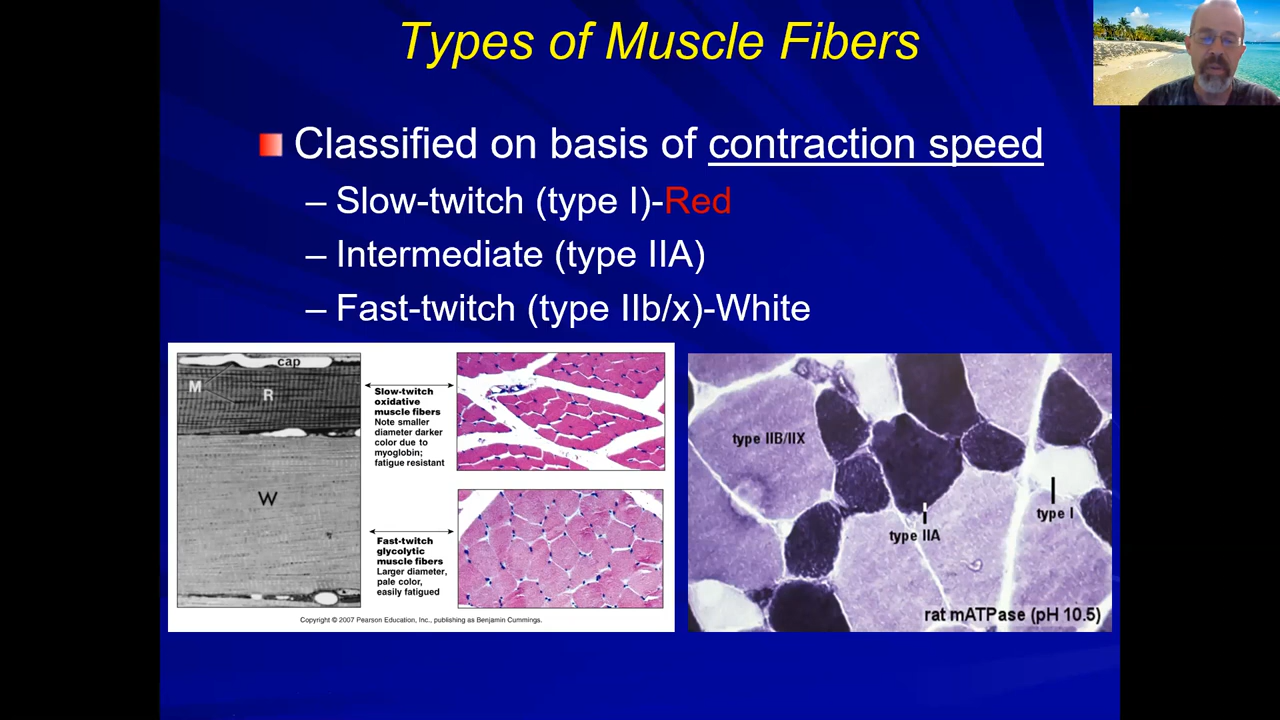 Types of Muscle Fibers
Classified on basis of contraction speed
– Slow-twitch (type I)-Red
– Intermediate (type IIA)
– Fast-twitch (type IIb/x)-White
cap
M
R
W
Slow-twitch
oxidative
muscle fibers
Note smaller
diameter darker
color due to
myoglobin;
fatigue resistant
Fast-twitch
glycolytic
muscle fibers
Larger diameter,
pale color,
easily fatigued
Copyright © 2007 Pearson Education, Inc., publishing as Benjamin Cummings.
type IIB/IIX
type IIA
type I
rat mATPase (pH 10.5)